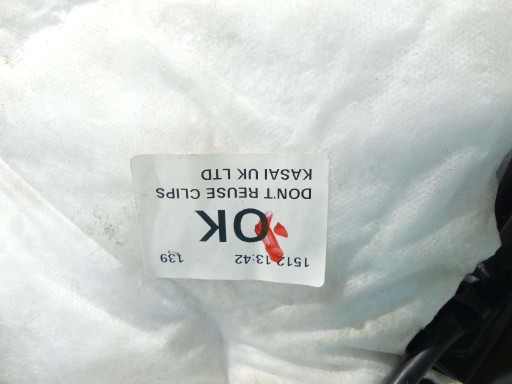 1512 13:42 139
OK
DON'T REUSE CLIPS
KASAI UK LTD